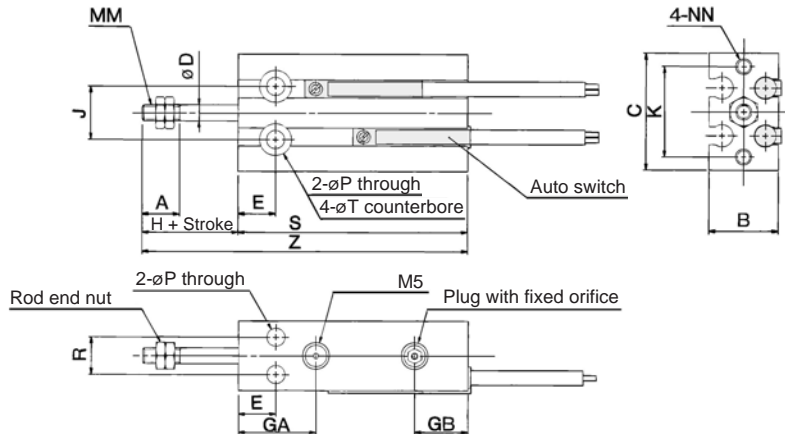 MM
øD
J
A
E
H + Stroke
S
Z
2-øP through
4-øT counterbore
Auto switch
4-NN
C
K
B
2-øP through
Rod end nut
M5
Plug with fixed orifice
R
E
GA
GB